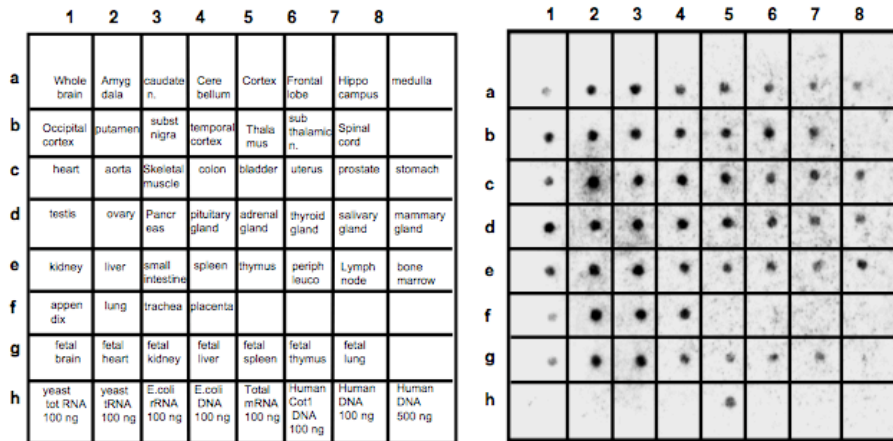 1 2 3 4 5 6 7 8
1 2 3 4 5 6 7 8
a Whole brain Amyg dala caudate n. Cere bellum Cortex Frontal lobe Hippo campus medulla
b Occipital cortex putamen subst nigra temporal cortex Thala mus sub thalamic n. Spinal cord
c heart aorta Skeletal muscle colon bladder uterus prostate stomach
d testis ovary Pancr eas pituitary gland adrenal gland thyroid gland salivary gland mammary gland
e kidney liver small intestine spleen thymus periph leuco Lymph node bone marrow
f appen dix lung trachea placenta
g fetal brain fetal heart fetal kidney fetal liver fetal spleen fetal thymus fetal lung
h yeast tot RNA 100 ng yeast tRNA 100 ng E.coli rRNA 100 ng E.coli DNA 100 ng Total mRNA 100 ng Human Cot1 DNA 100 ng Human DNA 100 ng Human DNA 500 ng
a
b
c
d
e
f
g
h